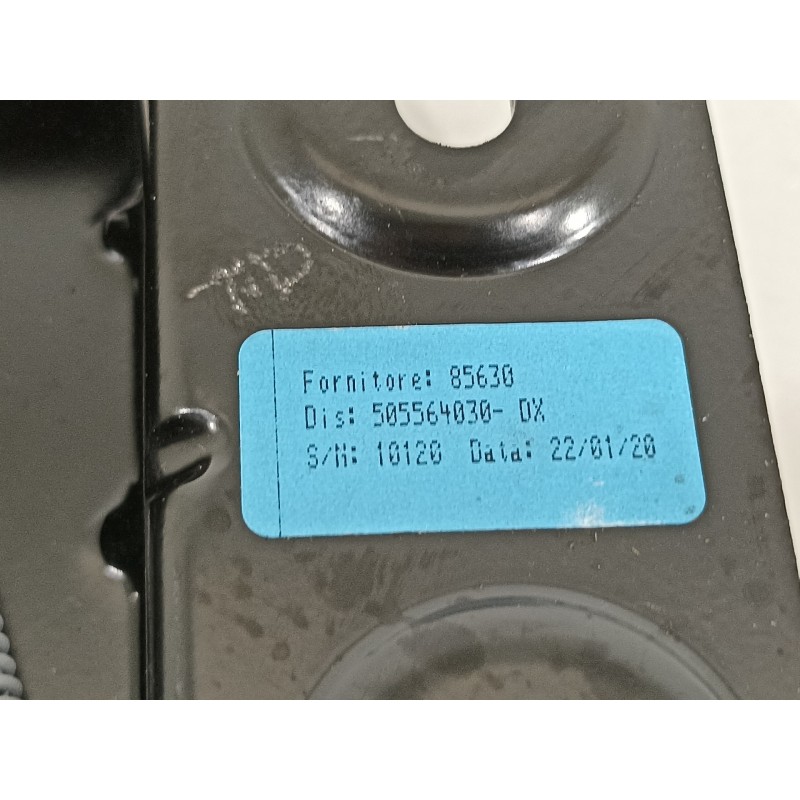 Fornitore: 85630
Dis: 505564030- DX
S/N: 10120 Data: 22/01/20